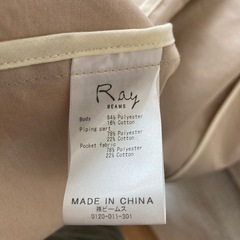 Ray
BEAMS
Body 84% Polyester
16% Cotton
Piping part
78% Polyester
22% Cotton
Pocket fabric
78% Polyester
22% Cotton
MADE IN CHINA
㈱ビームス
0120-011-301